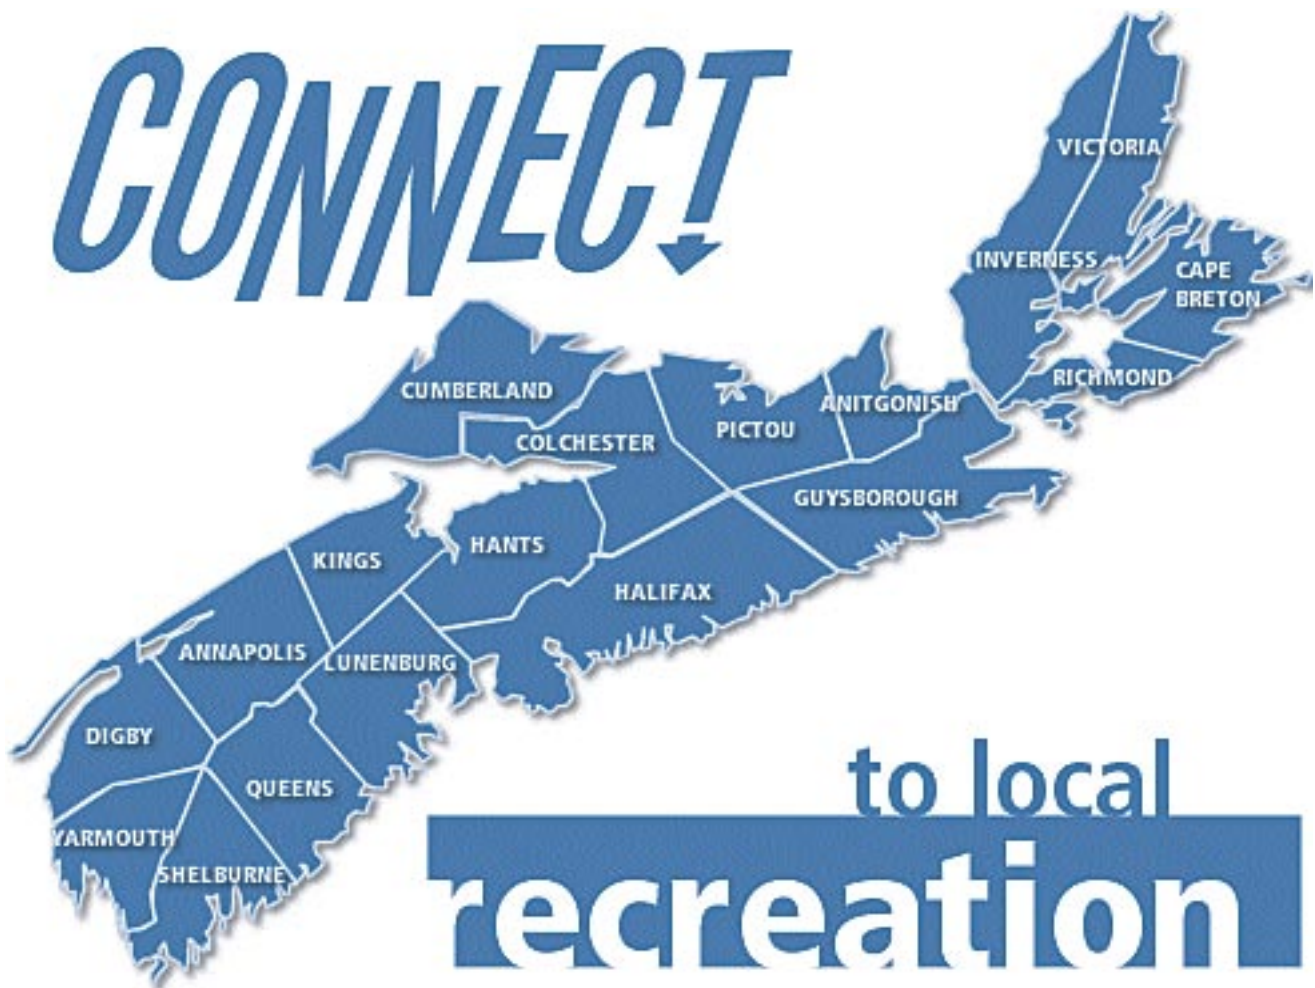 CONNECT
VICTORIA
INVERNESS
CAPE
BRETON
RICHMOND
CUMBERLAND
ANITGONISH
COLCHESTER
PICTOU
GUYSBOROUGH
KINGS
HANTS
HALIFAX
ANNAPOLIS
LUNENBURG
DIGBY
QUEENS
YARMOUTH
SHELBURNE
to local
recreation